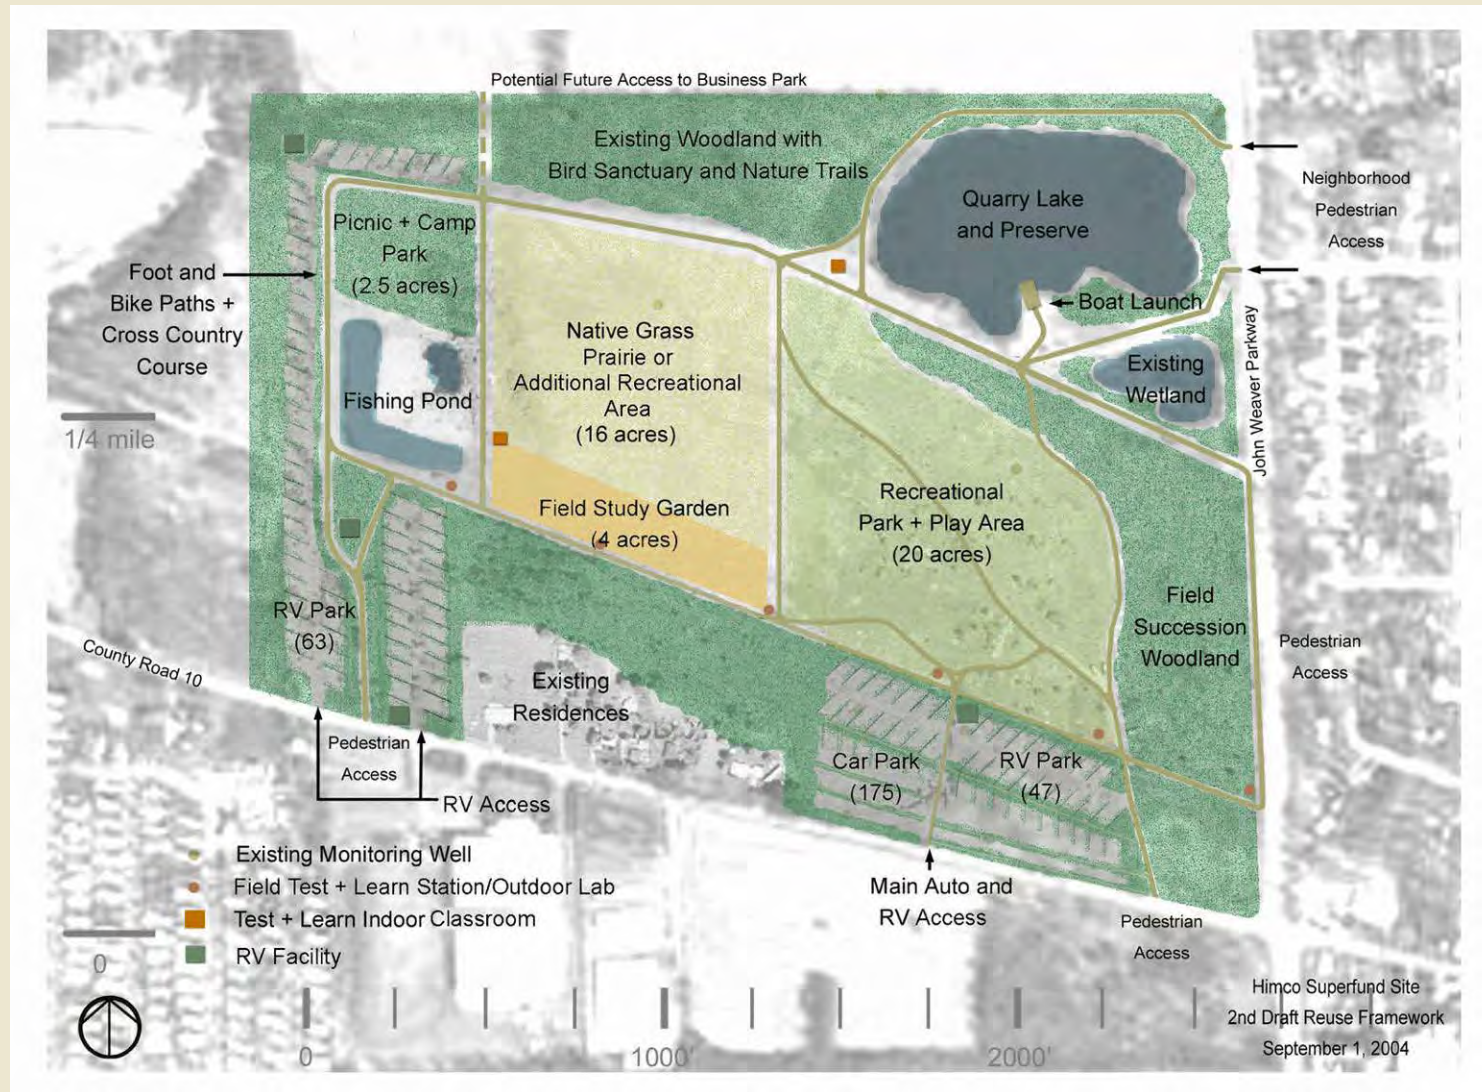 Potential Future Access to Business Park
Existing Woodland with
Bird Sanctuary and Nature Trails
Quarry Lake
and Preserve
Neighborhood
Pedestrian
Access
Picnic + Camp
Park
(2.5 acres)
Foot and
Bike Paths +
Cross Country
Course
Boat Launch
Native Grass
Prairie or
Additional Recreational
Area
(16 acres)
Existing
Wetland
John Weaver Parkway
Fishing Pond
1/4 mile
Field Study Garden
(4 acres)
Recreational
Park + Play Area
(20 acres)
Field
Succession
Woodland
RV Park
(63)
County Road 10
Pedestrian
Access
Existing
Residences
Car Park
(175)
RV Park
(47)
Pedestrian
Access
RV Access
Main Auto and
RV Access
Pedestrian
Access
Existing Monitoring Well
Field Test + Learn Station/Outdoor Lab
Test + Learn Indoor Classroom
RV Facility
0
0
1000'
2000'
Himco Superfund Site
2nd Draft Reuse Framework
September 1, 2004